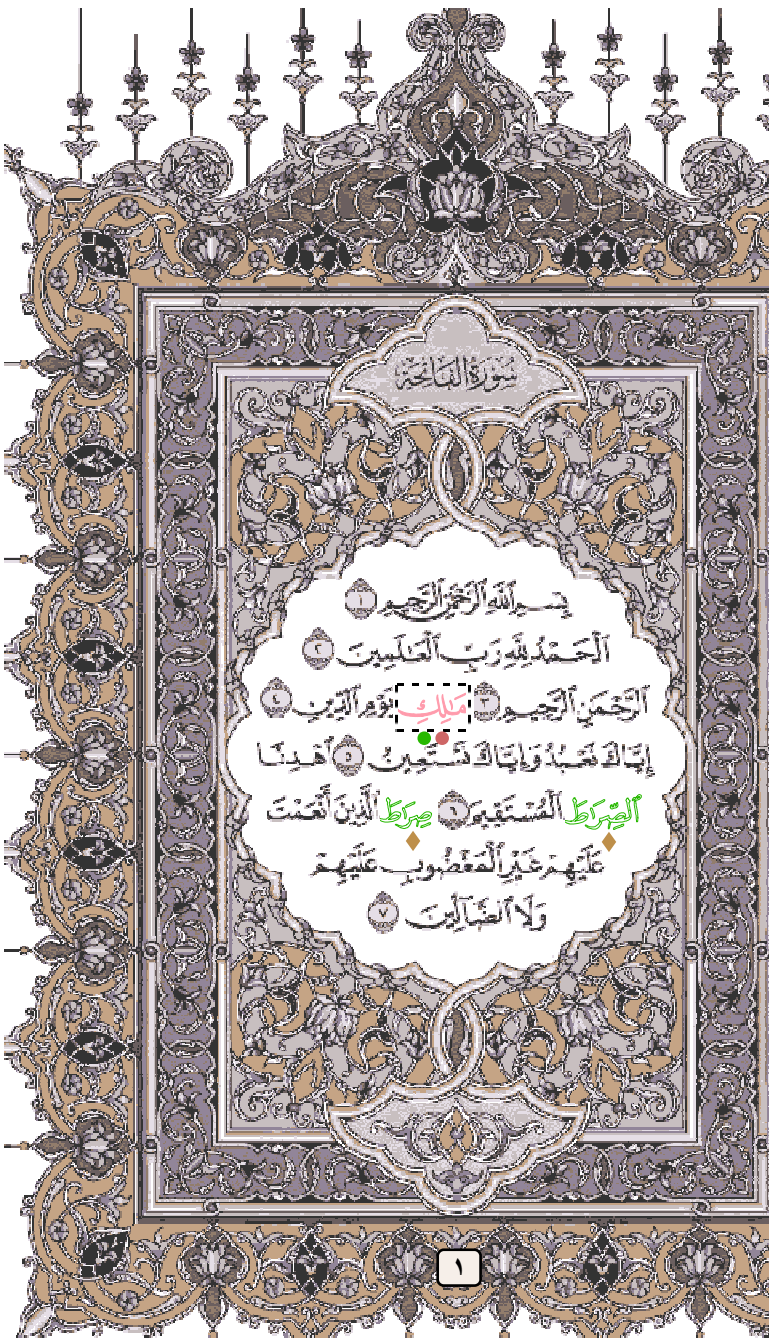 سُورَةُ الفَاتِحَةِ
بِسْمِ ٱللَّهِ ٱلرَّحْمَٰنِ ٱلرَّحِيمِ ١
ٱلْحَمْدُ لِلَّهِ رَبِّ ٱلْعَٰلَمِينَ ٢
ٱلرَّحْمَٰنِ ٱلرَّحِيمِ ٣ مَٰلِكِ يَوْمِ ٱلدِّينِ ٤
إِيَّاكَ نَعْبُدُ وَإِيَّاكَ نَسْتَعِينُ ٥ ٱهْدِنَا
ٱلصِّرَٰطَ ٱلْمُسْتَقِيمَ ٦ صِرَٰطَ ٱلَّذِينَ أَنْعَمْتَ
عَلَيْهِمْ غَيْرِ ٱلْمَغْضُوبِ عَلَيْهِمْ
وَلَا ٱلضَّآلِّينَ ٧
١